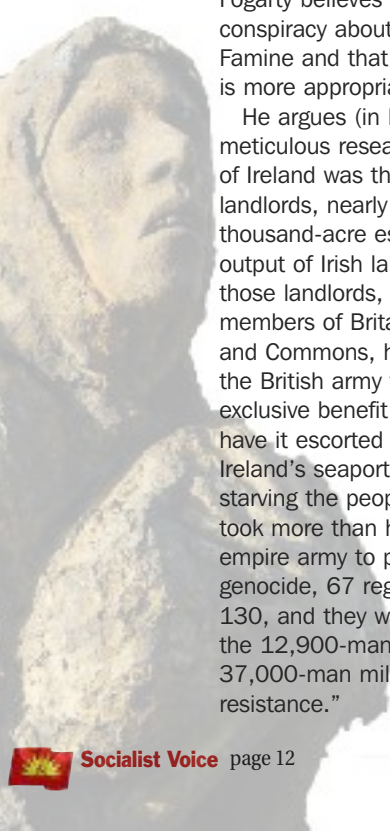 Fogarty believes
conspiracy about
Famine and that
is more appropria
He argues (in
meticulous resea
of Ireland was th
landlords, nearly
thousand-acre es
output of Irish la
those landlords,
members of Brita
and Commons, h
the British army
exclusive benefit
have it escorted
Ireland's seaport
starving the peop
took more than h
empire army to p
genocide, 67 reg
130, and they w
the 12,900-man
37,000-man mil
resistance.”
Socialist Voice page 12